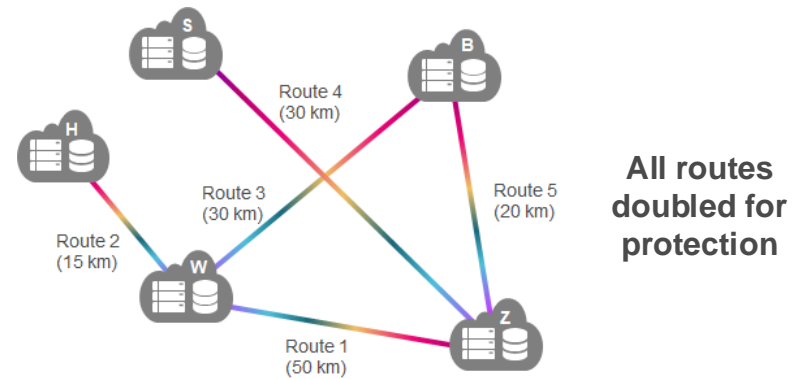 S
B
Route 4
(30 km)
H
Route 3
(30 km)
Route 5
(20 km)
Route 2
(15 km)
W
Z
Route 1
(50 km)
All routes
doubled for
protection